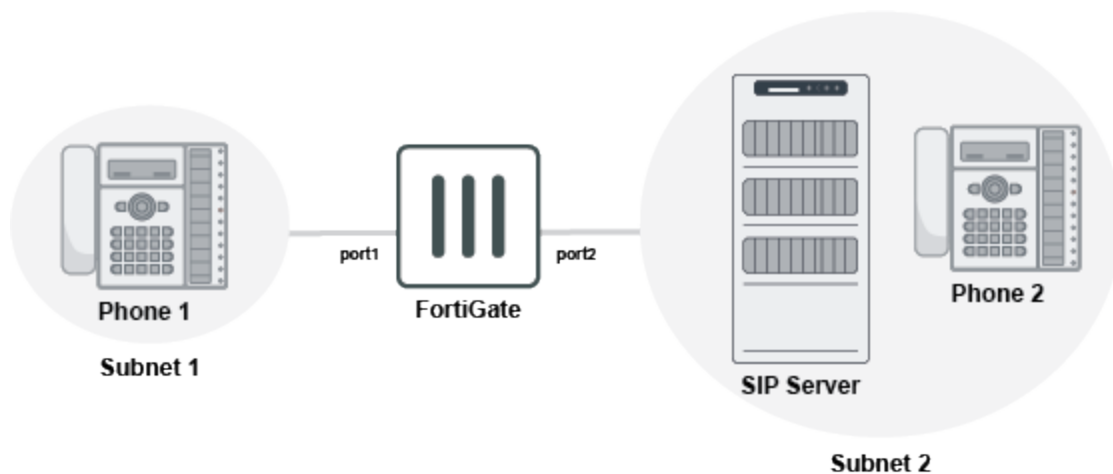 port1
port2
Phone 1
FortiGate
Phone 2
Subnet 1
SIP Server
Subnet 2